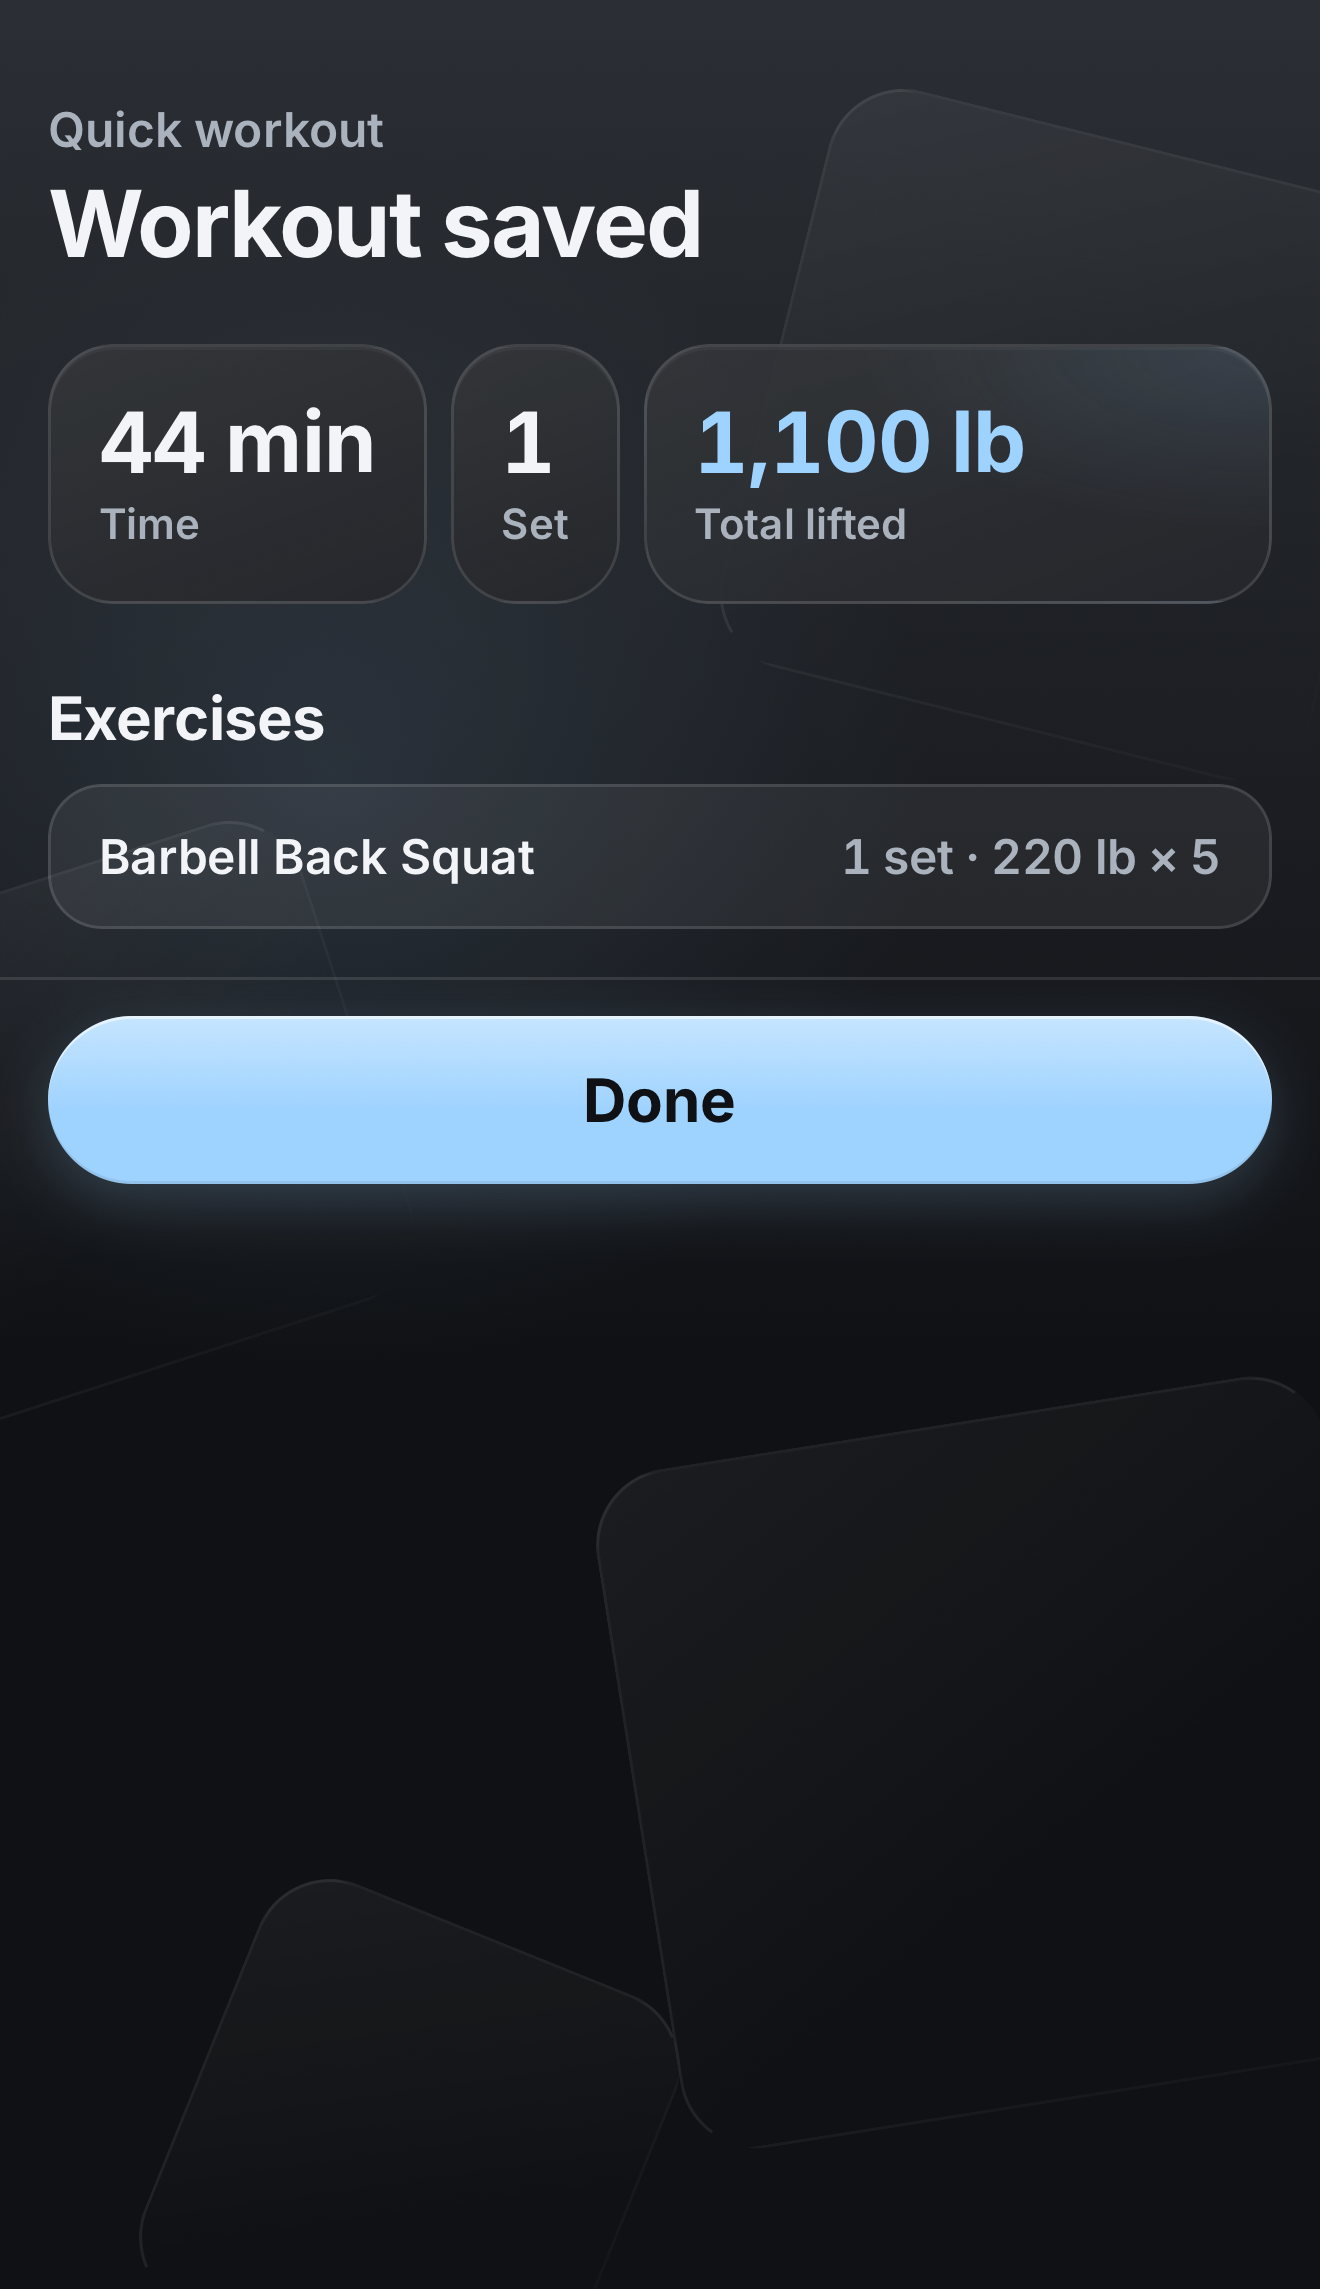 Quick workout
Workout saved
44 min
Time
1
Set
1,100 lb
Total lifted
Exercises
Barbell Back Squat
1 set · 220 lb × 5
Done